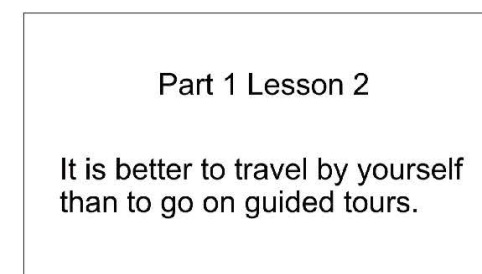 Part 1 Lesson 2
It is better to travel by yourself
than to go on guided tours.